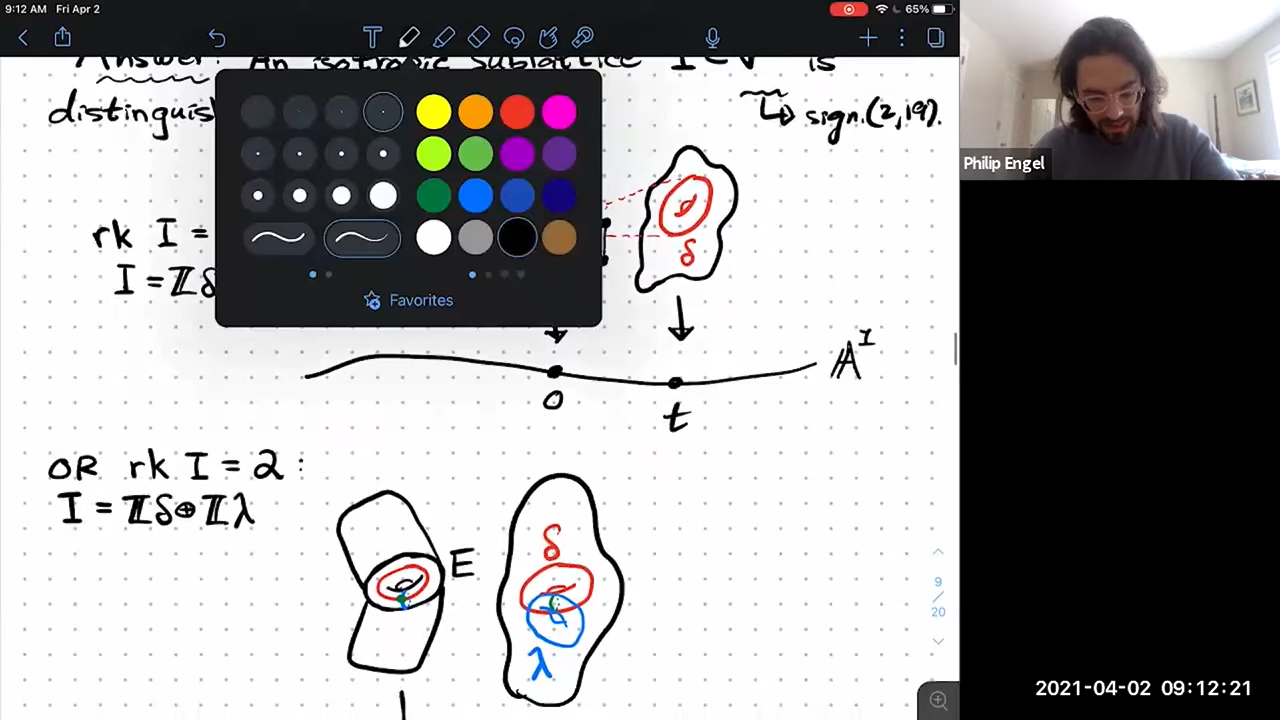 9:12 AM Fri Apr 2
65%
Answer: An isotropic sublattice I ⊂ V is
distinguis
↳ sign.(2,19).
Philip Engel
rk I =
I = ℤδ
δ
Favorites
𝔸¹
0
t
OR rk I = 2 :
I = ℤδ⊕ℤλ
E
δ
λ
9
/
20
2021-04-02 09:12:21